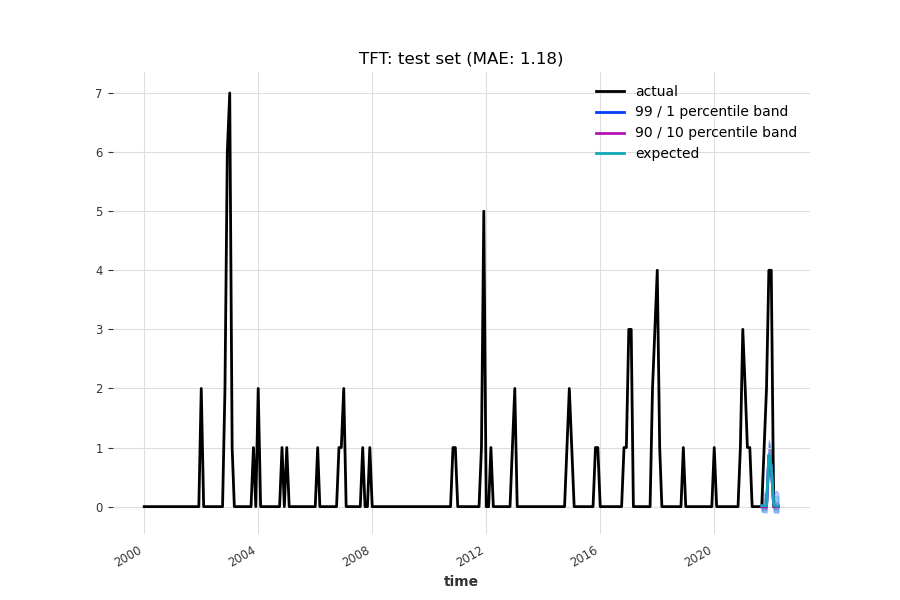 TFT: test set (MAE: 1.18)
actual
99 / 1 percentile band
90 / 10 percentile band
expected
7
6
5
4
3
2
1
0
2000 2004 2008 2012 2016 2020
time